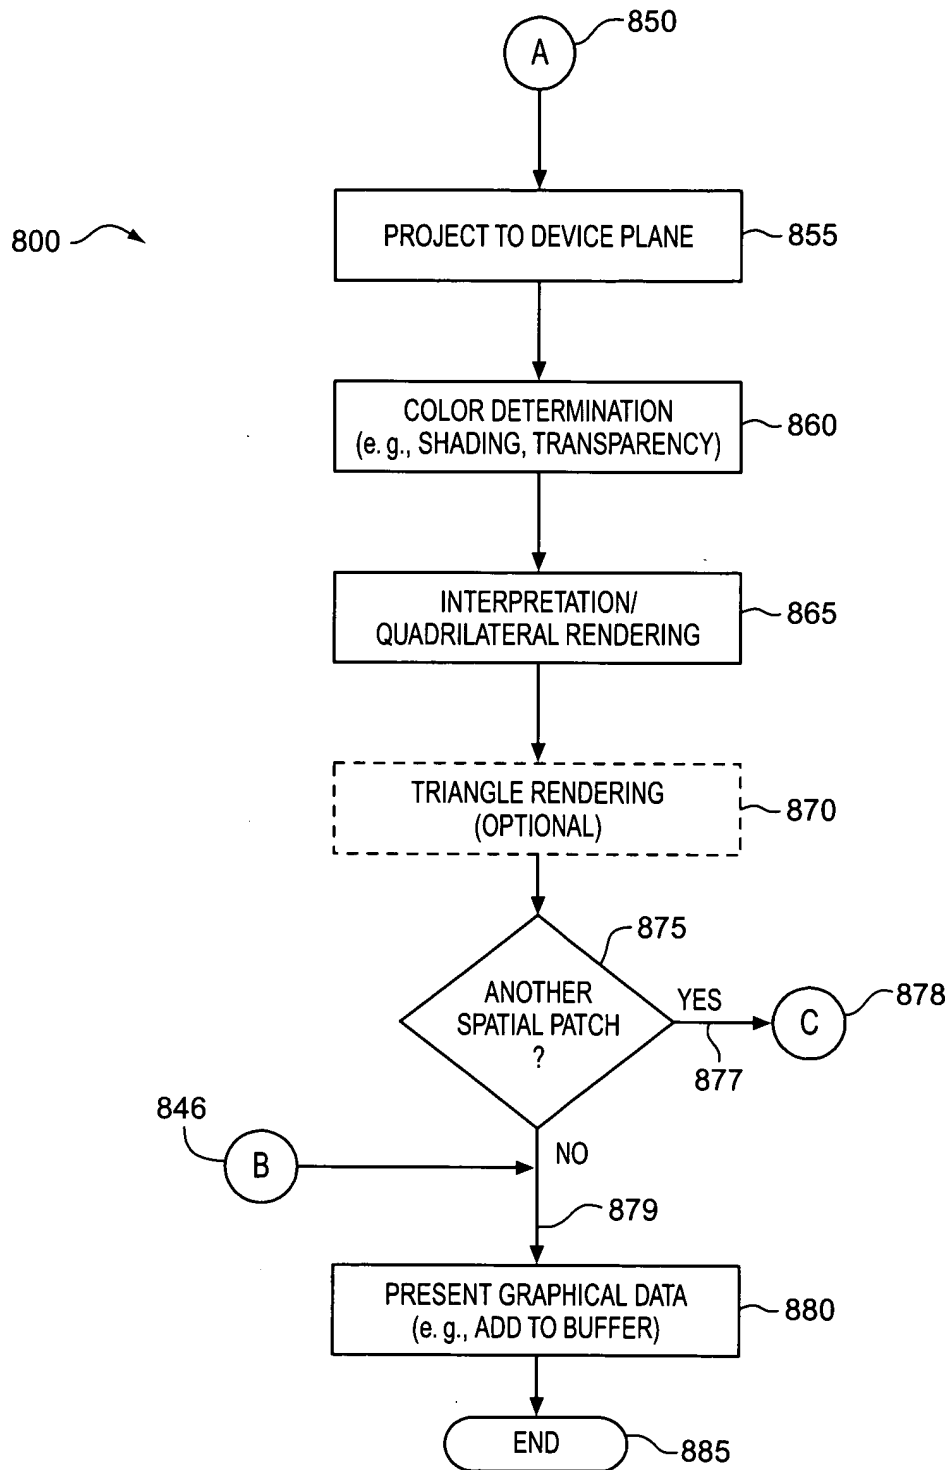 A
850
800
PROJECT TO DEVICE PLANE
855
COLOR DETERMINATION
(e. g., SHADING, TRANSPARENCY)
860
INTERPRETATION/
QUADRILATERAL RENDERING
865
TRIANGLE RENDERING
(OPTIONAL)
870
875
ANOTHER
SPATIAL PATCH
?
YES
877
C
878
846
B
NO
879
PRESENT GRAPHICAL DATA
(e. g., ADD TO BUFFER)
880
END
885